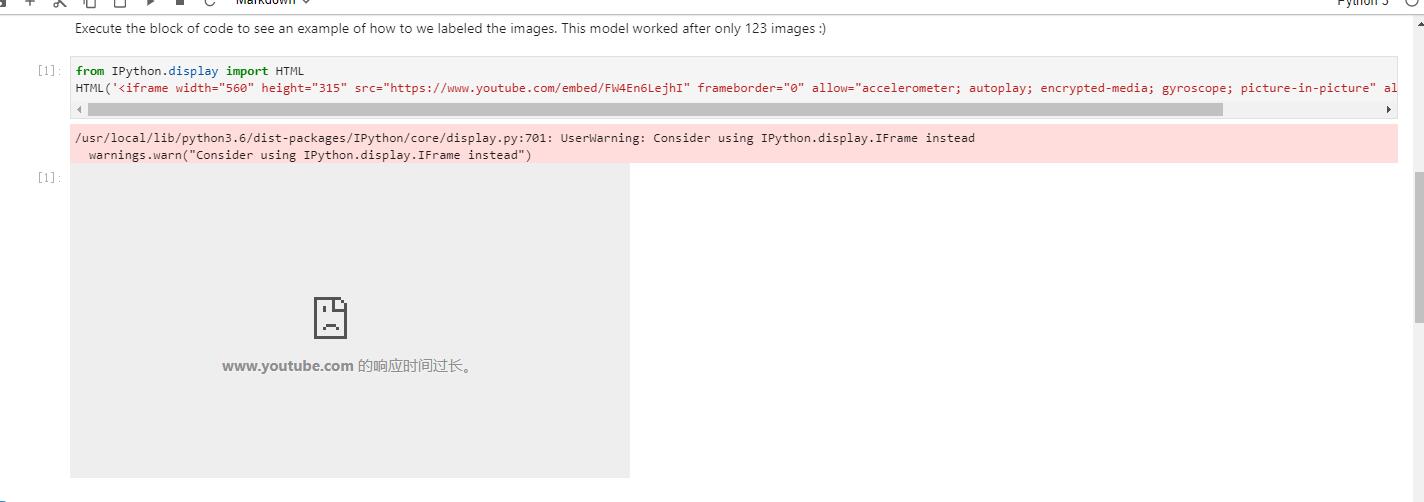 Markdown
Python 3
Execute the block of code to see an example of how to we labeled the images. This model worked after only 123 images :)
[1]: from IPython.display import HTML
HTML('<iframe width="560" height="315" src="https://www.youtube.com/embed/FW4En6LejhI" frameborder="0" allow="accelerometer; autoplay; encrypted-media; gyroscope; picture-in-picture" al
/usr/local/lib/python3.6/dist-packages/IPython/core/display.py:701: UserWarning: Consider using IPython.display.IFrame instead
warnings.warn("Consider using IPython.display.IFrame instead")
[1]:
www.youtube.com 的响应时间过长。